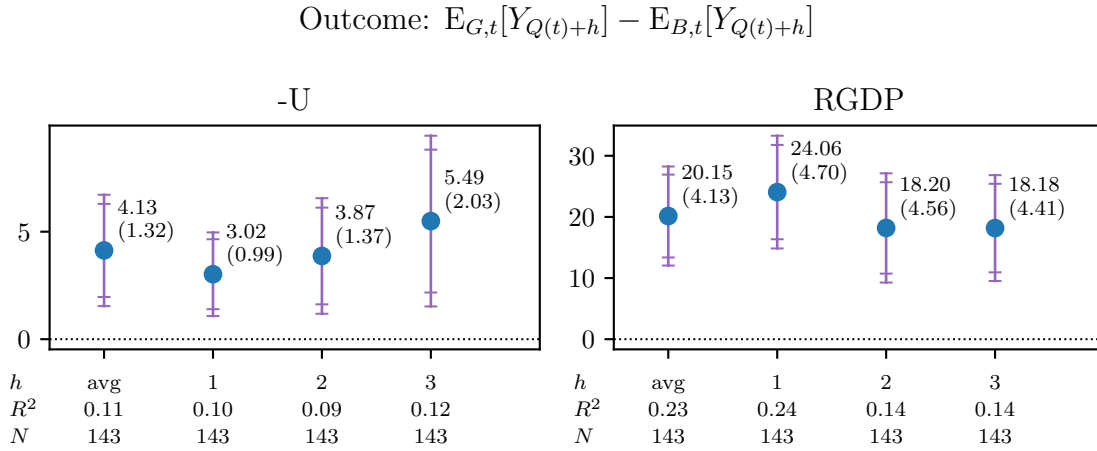 Outcome: E_{G,t}[Y_{Q(t)+h}] − E_{B,t}[Y_{Q(t)+h}]
-U
5
0
4.13
(1.32)
3.02
(0.99)
3.87
(1.37)
5.49
(2.03)
h avg 1 2 3
R² 0.11 0.10 0.09 0.12
N 143 143 143 143
RGDP
30
20
10
0
20.15
(4.13)
24.06
(4.70)
18.20
(4.56)
18.18
(4.41)
h avg 1 2 3
R² 0.23 0.24 0.14 0.14
N 143 143 143 143